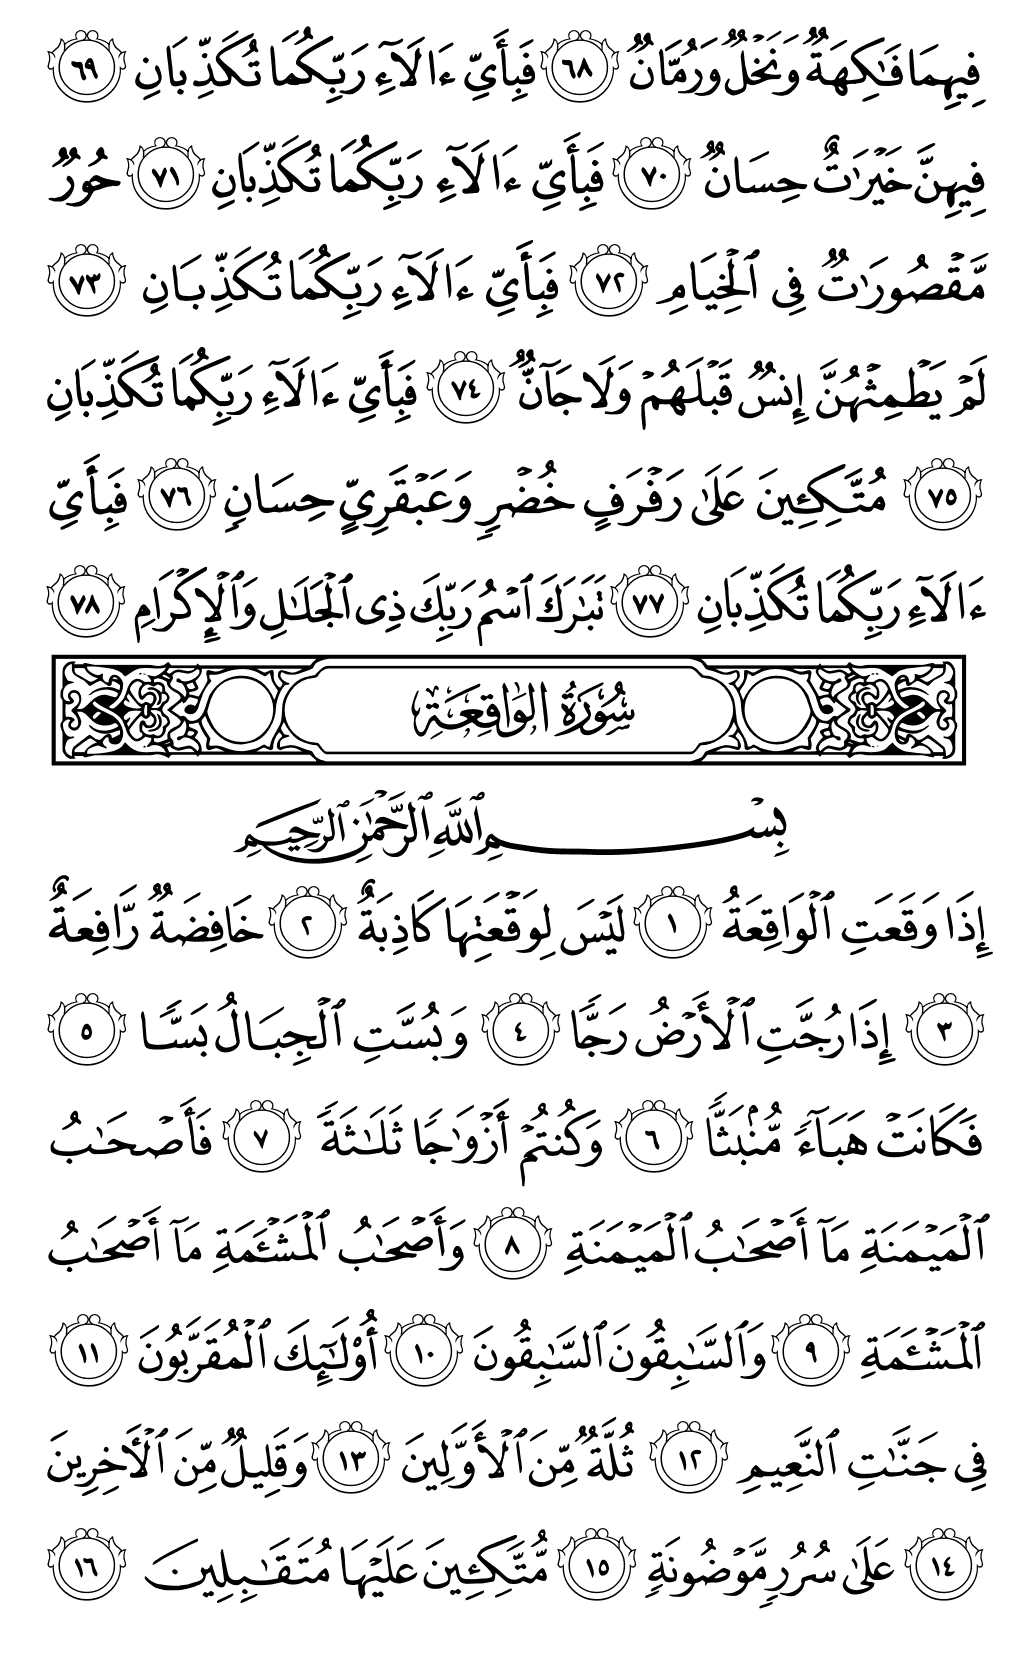 فِيهِمَا فَٰكِهَةٌ وَنَخْلٌ وَرُمَّانٌ ٦٨ فَبِأَيِّ ءَالَآءِ رَبِّكُمَا تُكَذِّبَانِ ٦٩
فِيهِنَّ خَيْرَٰتٌ حِسَانٌ ٧٠ فَبِأَيِّ ءَالَآءِ رَبِّكُمَا تُكَذِّبَانِ ٧١ حُورٌ
مَّقْصُورَٰتٌ فِى ٱلْخِيَامِ ٧٢ فَبِأَيِّ ءَالَآءِ رَبِّكُمَا تُكَذِّبَانِ ٧٣
لَمْ يَطْمِثْهُنَّ إِنسٌ قَبْلَهُمْ وَلَا جَآنٌّ ٧٤ فَبِأَيِّ ءَالَآءِ رَبِّكُمَا تُكَذِّبَانِ
٧٥ مُتَّكِـِٔينَ عَلَىٰ رَفْرَفٍ خُضْرٍ وَعَبْقَرِىٍّ حِسَانٍ ٧٦ فَبِأَيِّ
ءَالَآءِ رَبِّكُمَا تُكَذِّبَانِ ٧٧ تَبَٰرَكَ ٱسْمُ رَبِّكَ ذِى ٱلْجَلَٰلِ وَٱلْإِكْرَامِ ٧٨
سُورَةُ الوَاقِعَةِ
بِسْمِ ٱللَّهِ ٱلرَّحْمَٰنِ ٱلرَّحِيمِ
إِذَا وَقَعَتِ ٱلْوَاقِعَةُ ١ لَيْسَ لِوَقْعَتِهَا كَاذِبَةٌ ٢ خَافِضَةٌ رَّافِعَةٌ
٣ إِذَا رُجَّتِ ٱلْأَرْضُ رَجًّا ٤ وَبُسَّتِ ٱلْجِبَالُ بَسًّا ٥
فَكَانَتْ هَبَآءً مُّنۢبَثًّا ٦ وَكُنتُمْ أَزْوَٰجًا ثَلَٰثَةً ٧ فَأَصْحَٰبُ
ٱلْمَيْمَنَةِ مَآ أَصْحَٰبُ ٱلْمَيْمَنَةِ ٨ وَأَصْحَٰبُ ٱلْمَشْـَٔمَةِ مَآ أَصْحَٰبُ
ٱلْمَشْـَٔمَةِ ٩ وَٱلسَّٰبِقُونَ ٱلسَّٰبِقُونَ ١٠ أُو۟لَٰٓئِكَ ٱلْمُقَرَّبُونَ ١١
فِى جَنَّٰتِ ٱلنَّعِيمِ ١٢ ثُلَّةٌ مِّنَ ٱلْأَوَّلِينَ ١٣ وَقَلِيلٌ مِّنَ ٱلْـَٔاخِرِينَ
١٤ عَلَىٰ سُرُرٍ مَّوْضُونَةٍ ١٥ مُّتَّكِـِٔينَ عَلَيْهَا مُتَقَٰبِلِينَ ١٦